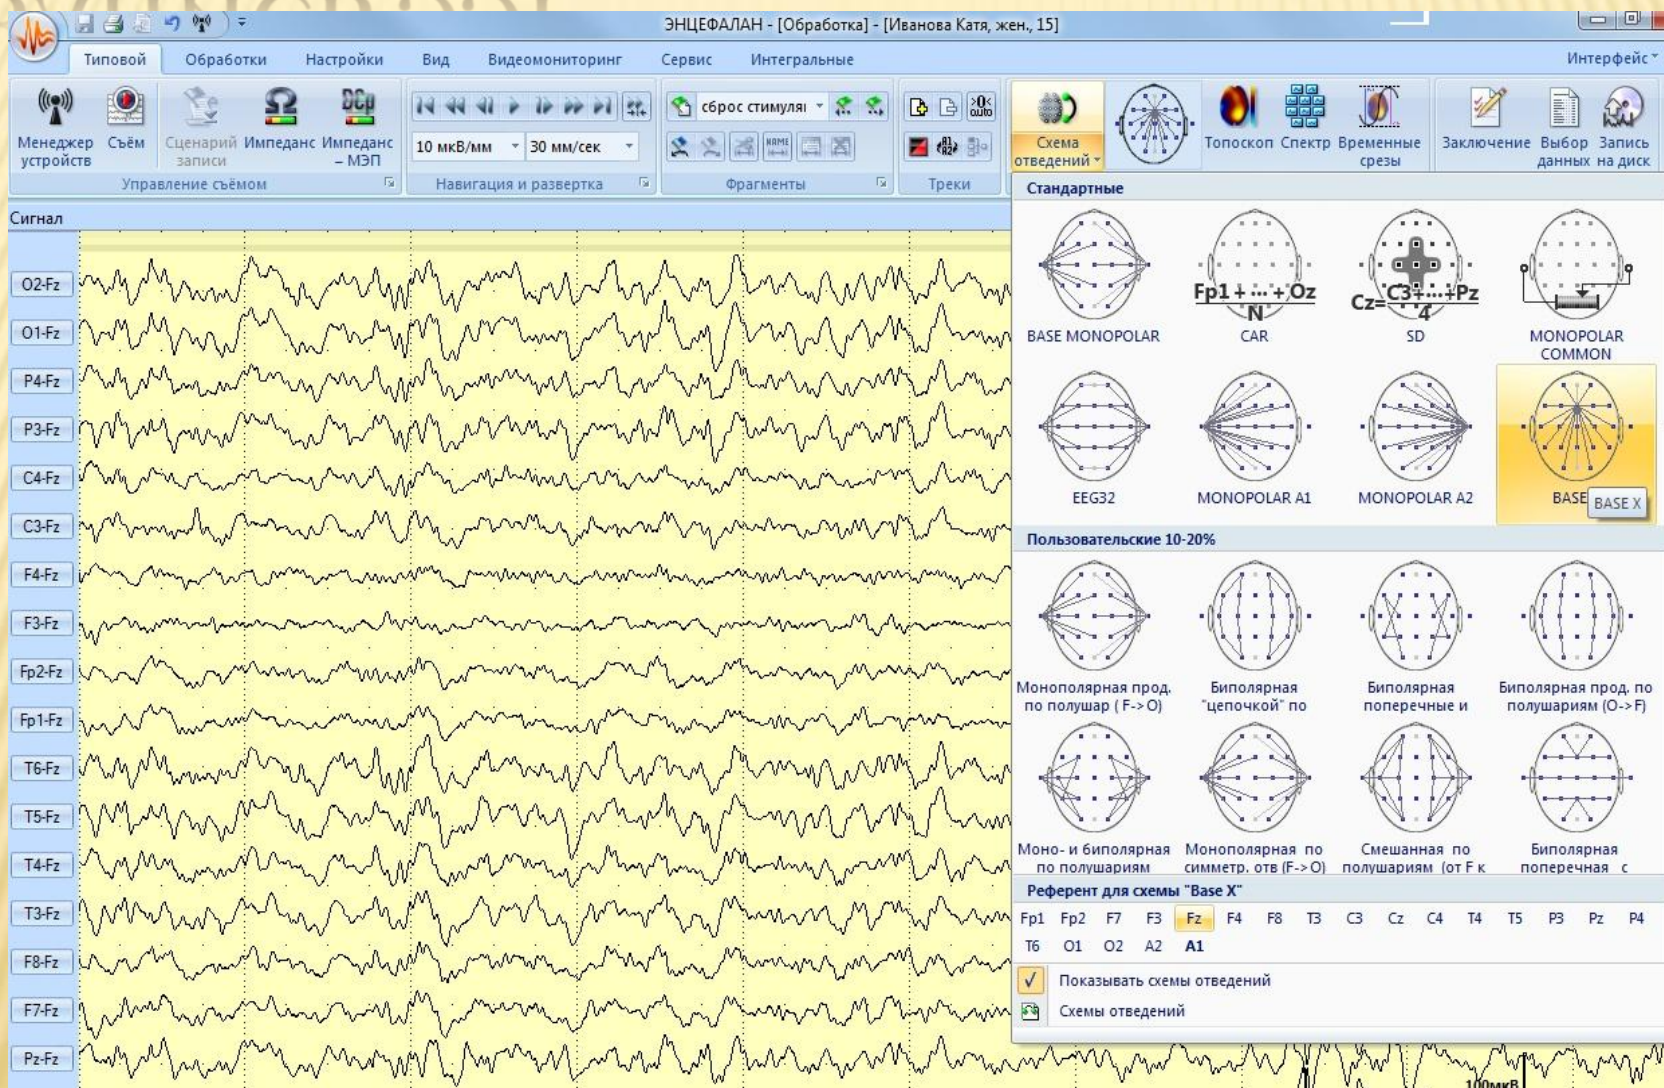 ЭНЦЕФАЛАН - [Обработка] - [Иванова Катя, жен., 15]
Типовой Обработки Настройки Вид Видеомониторинг Сервис Интегральные Интерфейс
Менеджер устройств
Съём
Сценарий записи
Импеданс
Импеданс – МЭП
Управление съёмом
10 мкВ/мм 30 мм/сек
Навигация и развертка
сброс стимуляı
NAME
Фрагменты
Треки
Схема отведений
Топоскоп
Спектр
Временные срезы
Заключение
Выбор данных
Запись на диск
Сигнал
O2-Fz
O1-Fz
P4-Fz
P3-Fz
C4-Fz
C3-Fz
F4-Fz
F3-Fz
Fp2-Fz
Fp1-Fz
T6-Fz
T5-Fz
T4-Fz
T3-Fz
F8-Fz
F7-Fz
Pz-Fz
Стандартные
Fp1 + ... + Oz
N
Cz= C3+...+Pz
4
BASE MONOPOLAR CAR SD MONOPOLAR
COMMON
EEG32 MONOPOLAR A1 MONOPOLAR A2 BASE
BASE X
Пользовательские 10-20%
Монополярная прод. Биполярная Биполярная Биполярная прод. по
по полушар ( F->O) "цепочкой" по поперечные и полушариям (O->F)
Моно- и биполярная Монополярная по Смешанная по Биполярная
по полушариям симметр. отв (F->O) полушариям (от F к поперечная с
Референт для схемы "Base X"
Fp1 Fp2 F7 F3 Fz F4 F8 T3 C3 Cz C4 T4 T5 P3 Pz P4
T6 O1 O2 A2 A1
Показывать схемы отведений
Схемы отведений
100мкВ